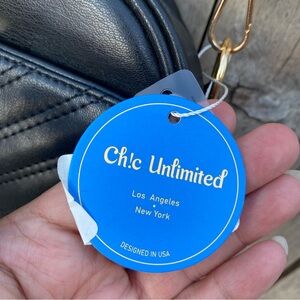 Ch!c Unlimited
Los Angeles
•
New York
DESIGNED IN USA